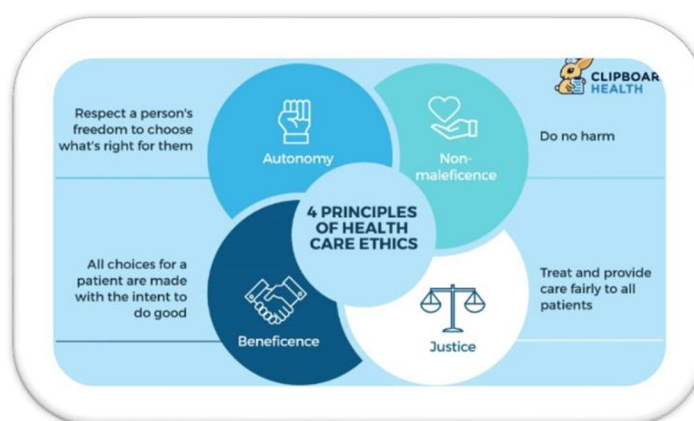 CLIPBOAR
HEALTH
Respect a person's
freedom to choose
what's right for them
Autonomy
Non-
maleficence
Do no harm
4 PRINCIPLES
OF HEALTH
CARE ETHICS
All choices for a
patient are made
with the intent to
do good
Beneficence
Justice
Treat and provide
care fairly to all
patients